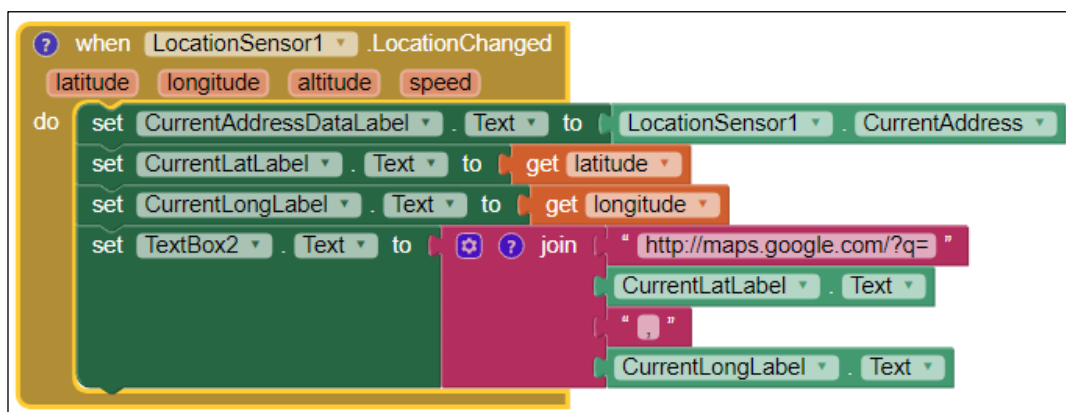 ? when LocationSensor1 .LocationChanged
latitude longitude altitude speed
do set CurrentAddressDataLabel . Text to LocationSensor1 . CurrentAddress
set CurrentLatLabel . Text to get latitude
set CurrentLongLabel . Text to get longitude
set TextBox2 . Text to ? join “ http://maps.google.com/?q= ”
CurrentLatLabel . Text
“ , ”
CurrentLongLabel . Text